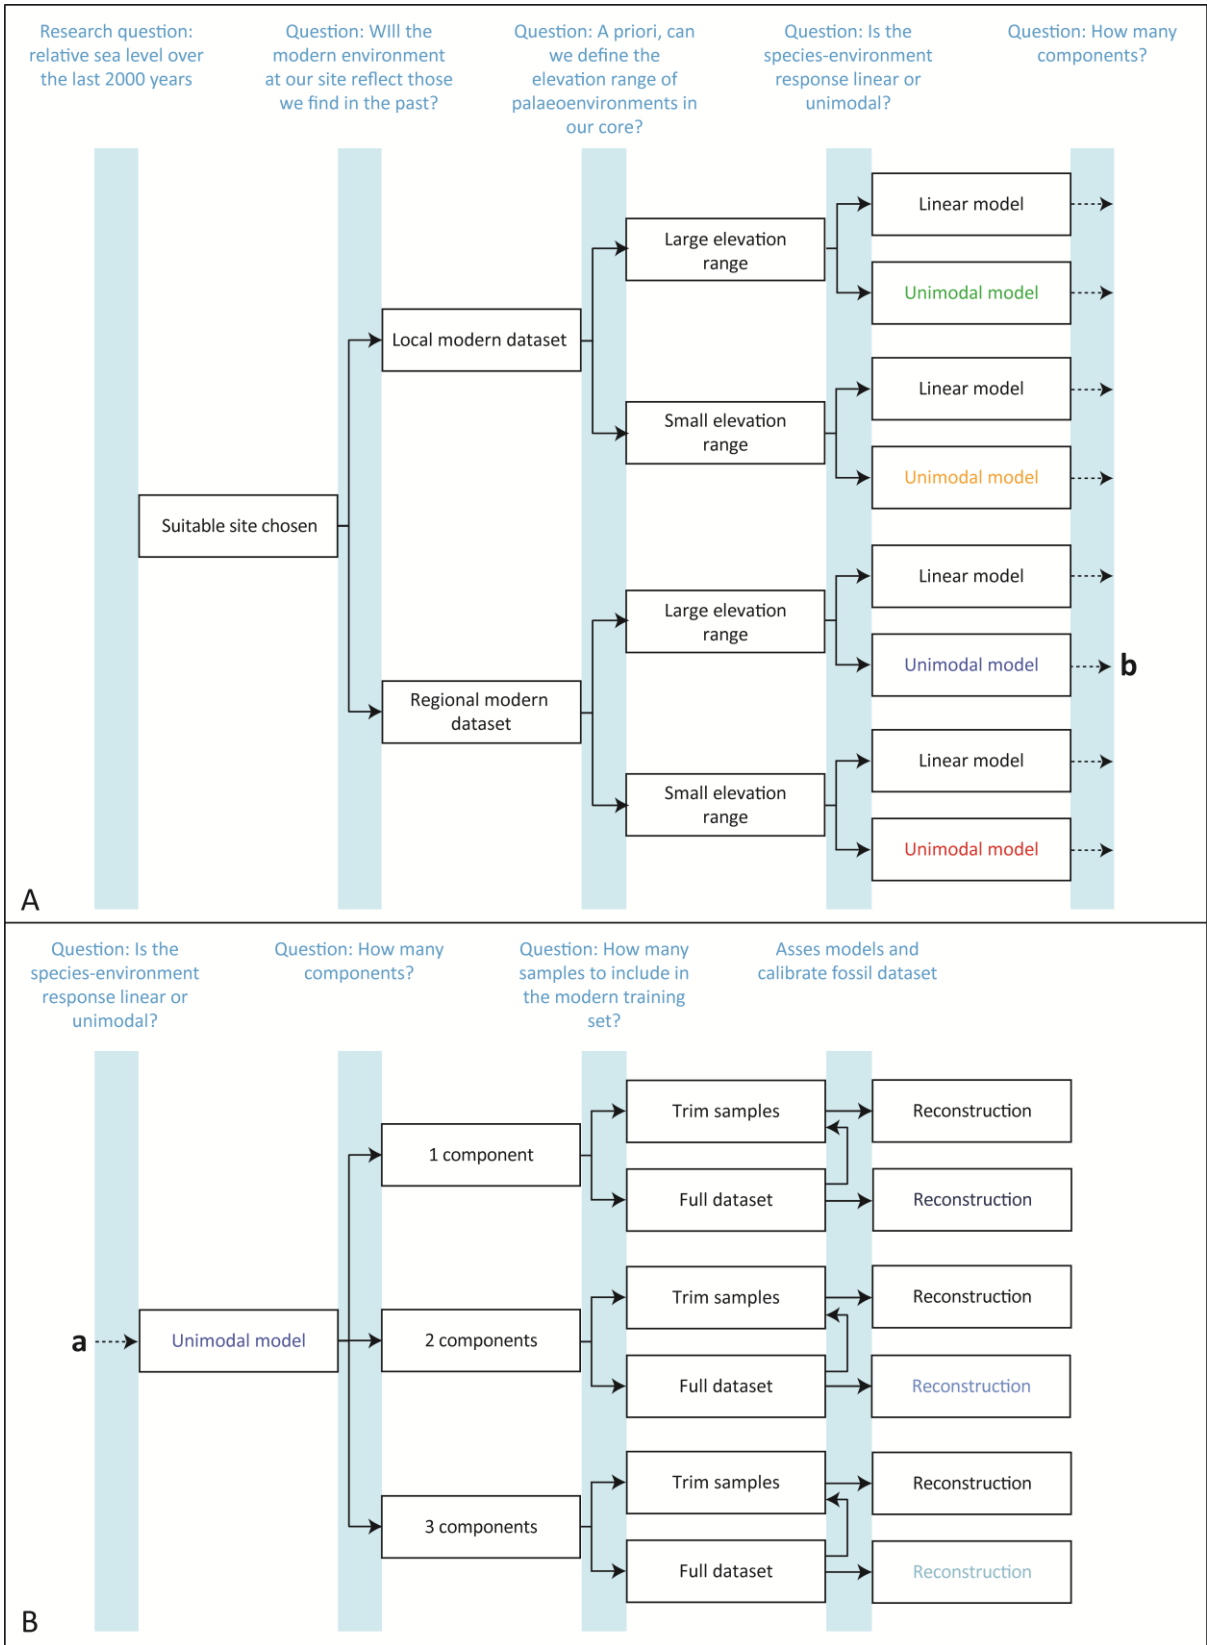 Research question:
relative sea level over
the last 2000 years
Question: WIll the
modern environment
at our site reflect those
we find in the past?
Question: A priori, can
we define the
elevation range of
palaeoenvironments in
our core?
Question: Is the
species-environment
response linear or
unimodal?
Question: How many
components?
Suitable site chosen
Local modern dataset
Regional modern
dataset
Large elevation
range
Small elevation
range
Large elevation
range
Small elevation
range
Linear model
Unimodal model
Linear model
Unimodal model
Linear model
Unimodal model
b
Linear model
Unimodal model
A
Question: Is the
species-environment
response linear or
unimodal?
Question: How many
components?
Question: How many
samples to include in
the modern training
set?
Asses models and
calibrate fossil dataset
a
Unimodal model
1 component
2 components
3 components
Trim samples
Full dataset
Trim samples
Full dataset
Trim samples
Full dataset
Reconstruction
Reconstruction
Reconstruction
Reconstruction
Reconstruction
Reconstruction
B